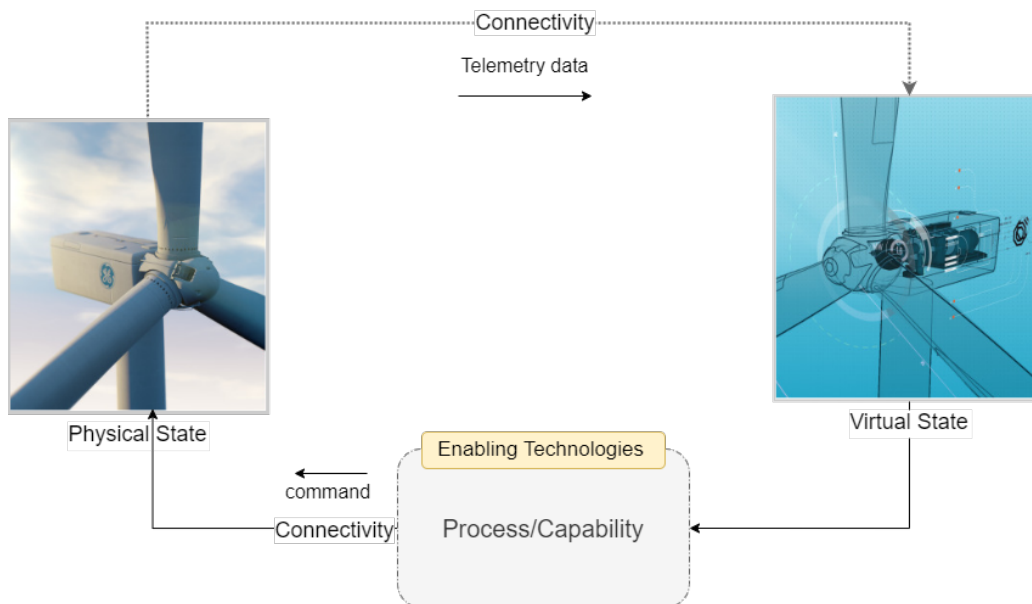 Connectivity
Telemetry data
Physical State
Virtual State
Enabling Technologies
command
Process/Capability
Connectivity